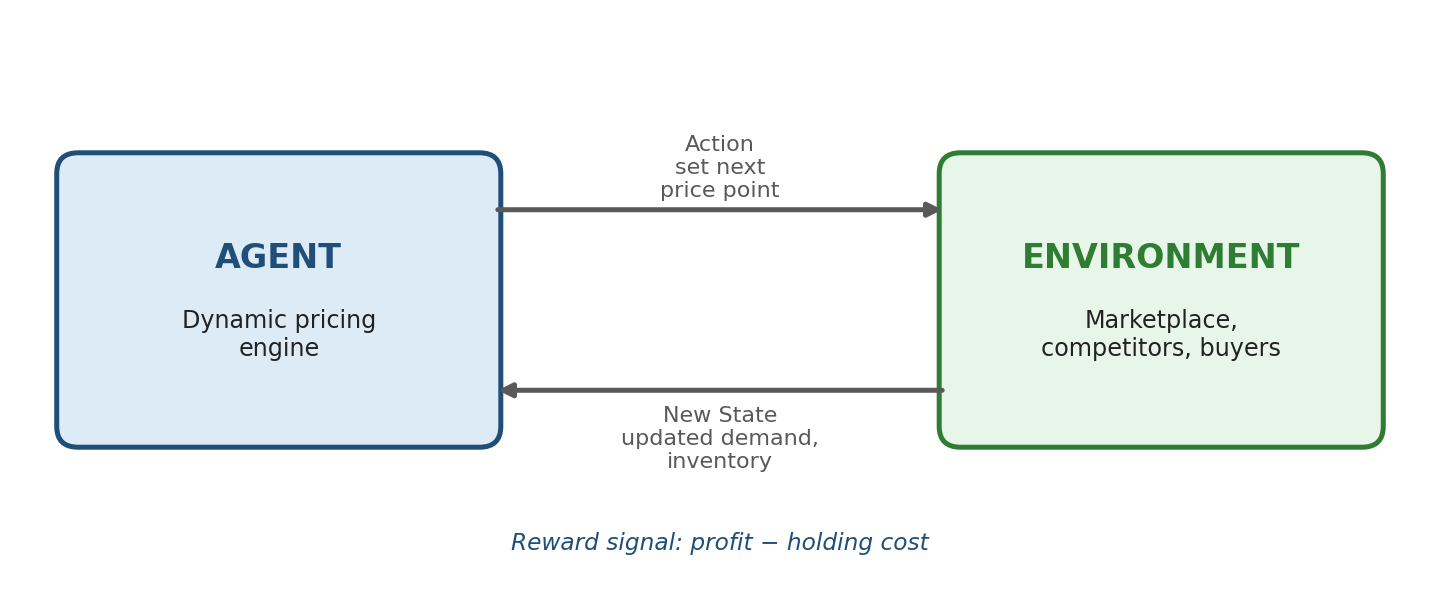 Action
set next
price point
AGENT
Dynamic pricing
engine
ENVIRONMENT
Marketplace,
competitors, buyers
New State
updated demand,
inventory
Reward signal: profit − holding cost